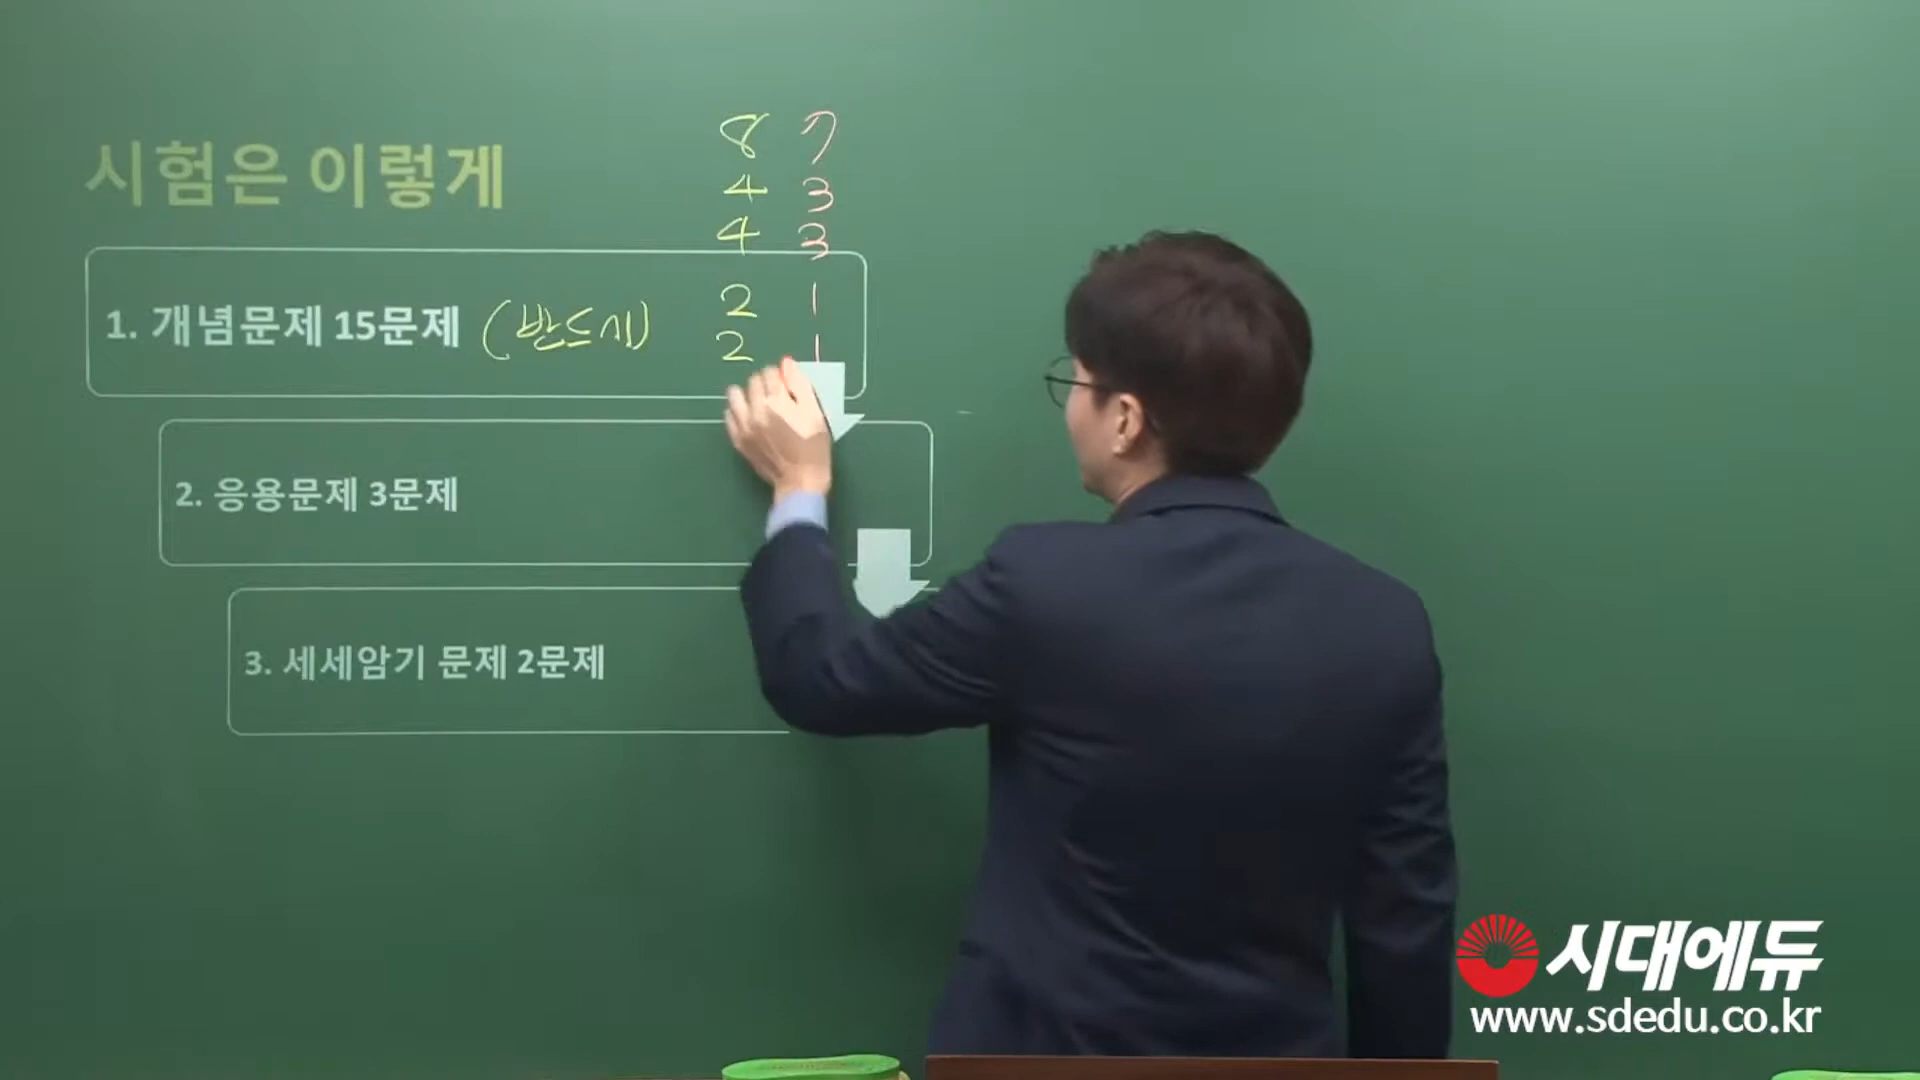 시험은 이렇게
8 7
4 3
4 3
1. 개념문제 15문제 (반드시)
2 1
2 1
2. 응용문제 3문제
3. 세세암기 문제 2문제
시대에듀
www.sdedu.co.kr